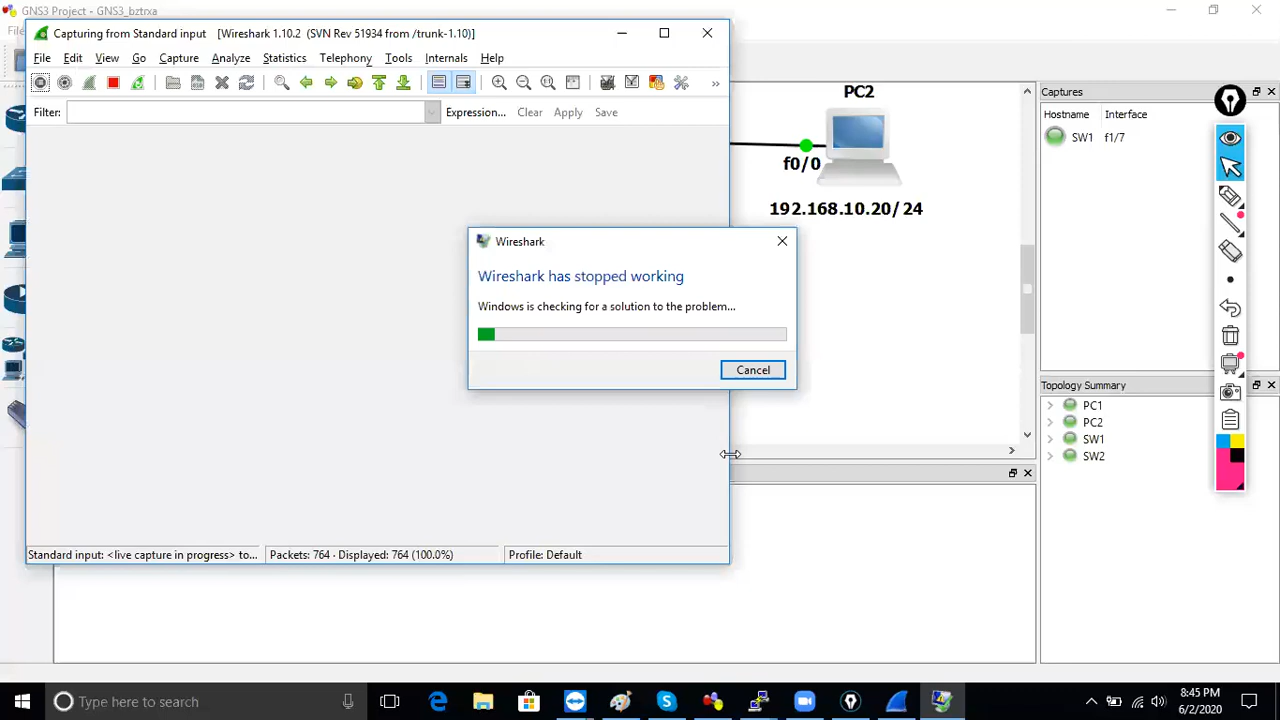 GNS3 Project - GNS3_bztrxa
Capturing from Standard input [Wireshark 1.10.2 (SVN Rev 51934 from /trunk-1.10)]
File Edit View Go Capture Analyze Statistics Telephony Tools Internals Help
»
Filter: Expression... Clear Apply Save
PC2
f0/0
192.168.10.20/24
Captures
Hostname Interface
SW1 f1/7
Wireshark
Wireshark has stopped working
Windows is checking for a solution to the problem...
Cancel
Topology Summary
PC1
PC2
SW1
SW2
Standard input: <live capture in progress> to... Packets: 764 · Displayed: 764 (100.0%) Profile: Default
Type here to search
8:45 PM
6/2/2020